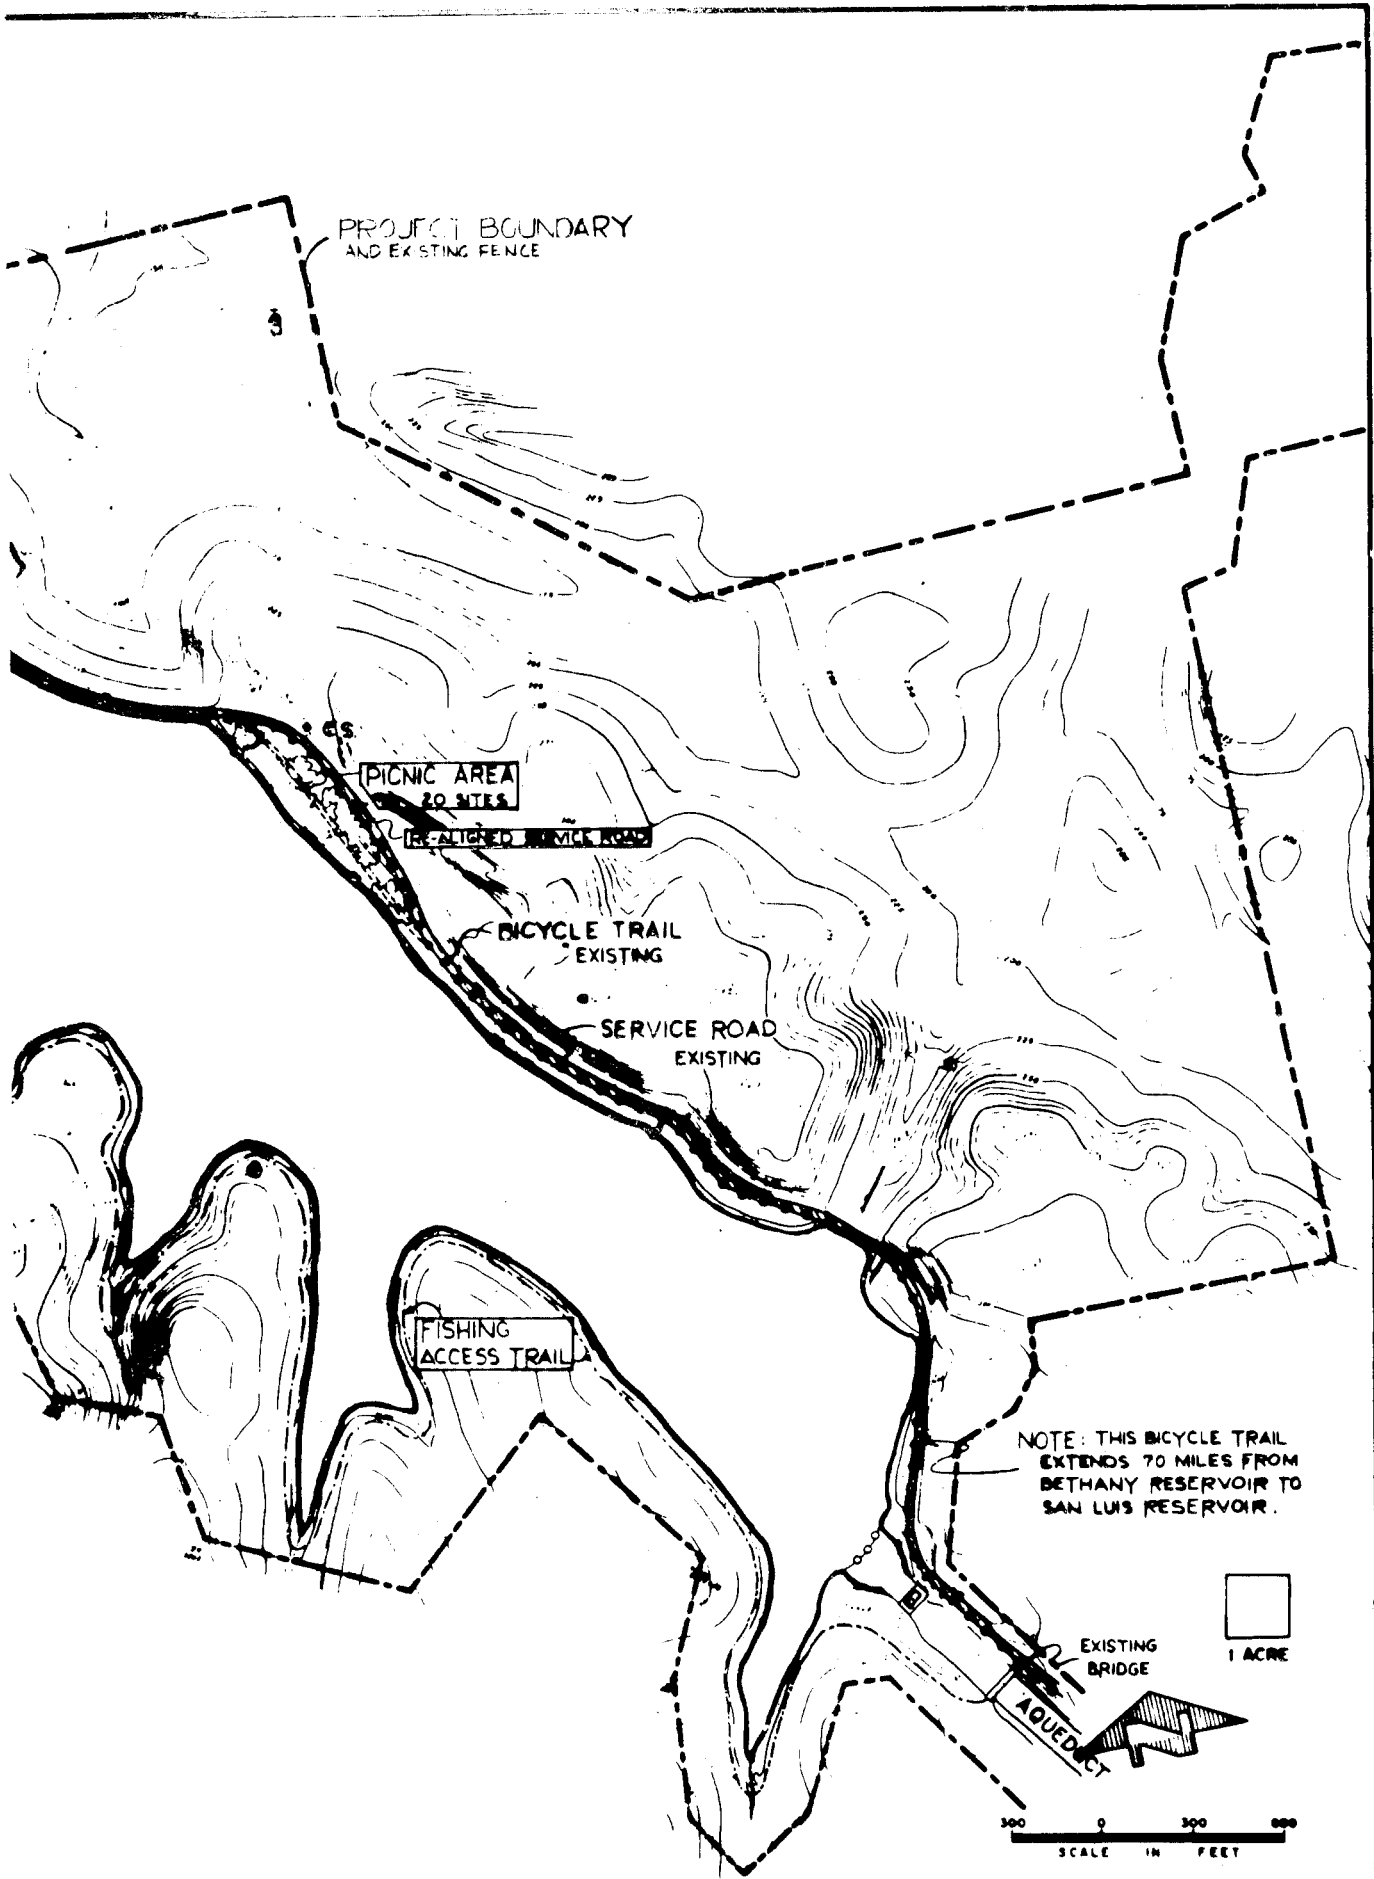 PROJECT BOUNDARY
AND EXISTING FENCE
PICNIC AREA
20 SITES
RE-ALIGNED SERVICE ROAD
BICYCLE TRAIL
EXISTING
SERVICE ROAD
EXISTING
FISHING
ACCESS TRAIL
NOTE: THIS BICYCLE TRAIL
EXTENDS 70 MILES FROM
BETHANY RESERVOIR TO
SAN LUIS RESERVOIR.
1 ACRE
EXISTING
BRIDGE
AQUEDUCT
300 0 300 600
SCALE IN FEET